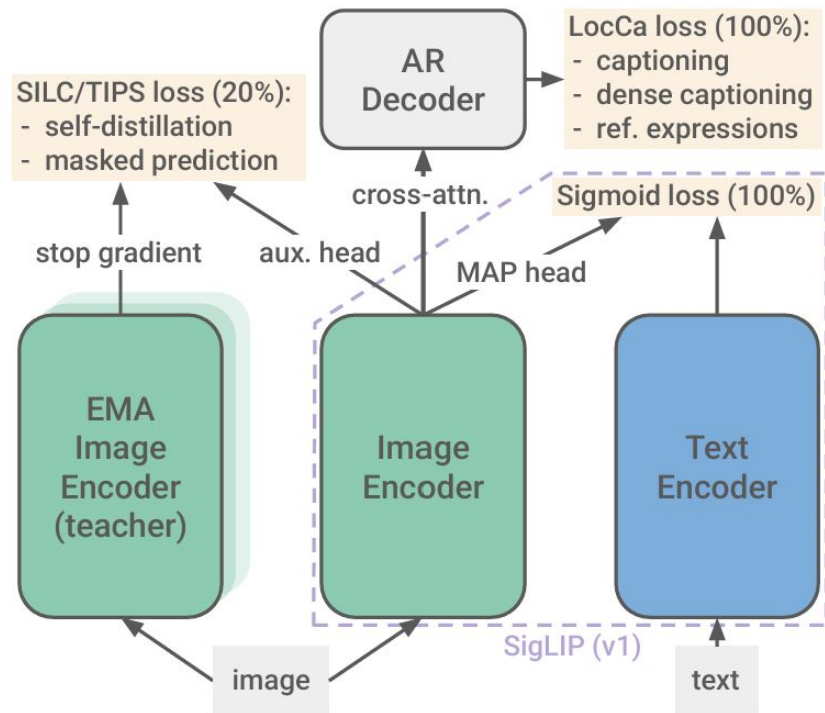 AR
Decoder
LocCa loss (100%):
- captioning
- dense captioning
- ref. expressions
SILC/TIPS loss (20%):
- self-distillation
- masked prediction
cross-attn.
Sigmoid loss (100%)
stop gradient
aux. head
MAP head
EMA
Image
Encoder
(teacher)
Image
Encoder
Text
Encoder
SigLIP (v1)
image
text